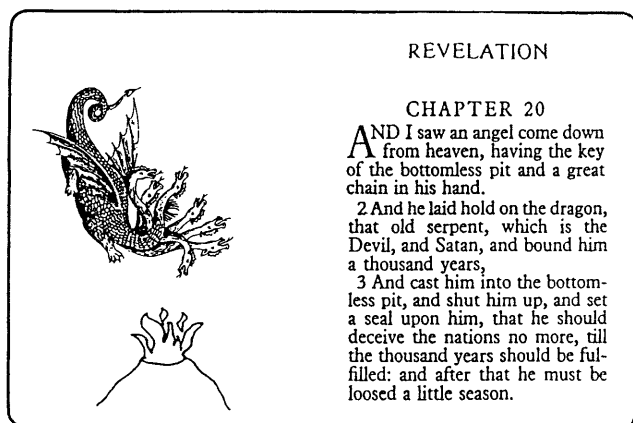 REVELATION
CHAPTER 20
AND I saw an angel come down
from heaven, having the key
of the bottomless pit and a great
chain in his hand.
2 And he laid hold on the dragon,
that old serpent, which is the
Devil, and Satan, and bound him
a thousand years,
3 And cast him into the bottom-
less pit, and shut him up, and set
a seal upon him, that he should
deceive the nations no more, till
the thousand years should be ful-
filled: and after that he must be
loosed a little season.